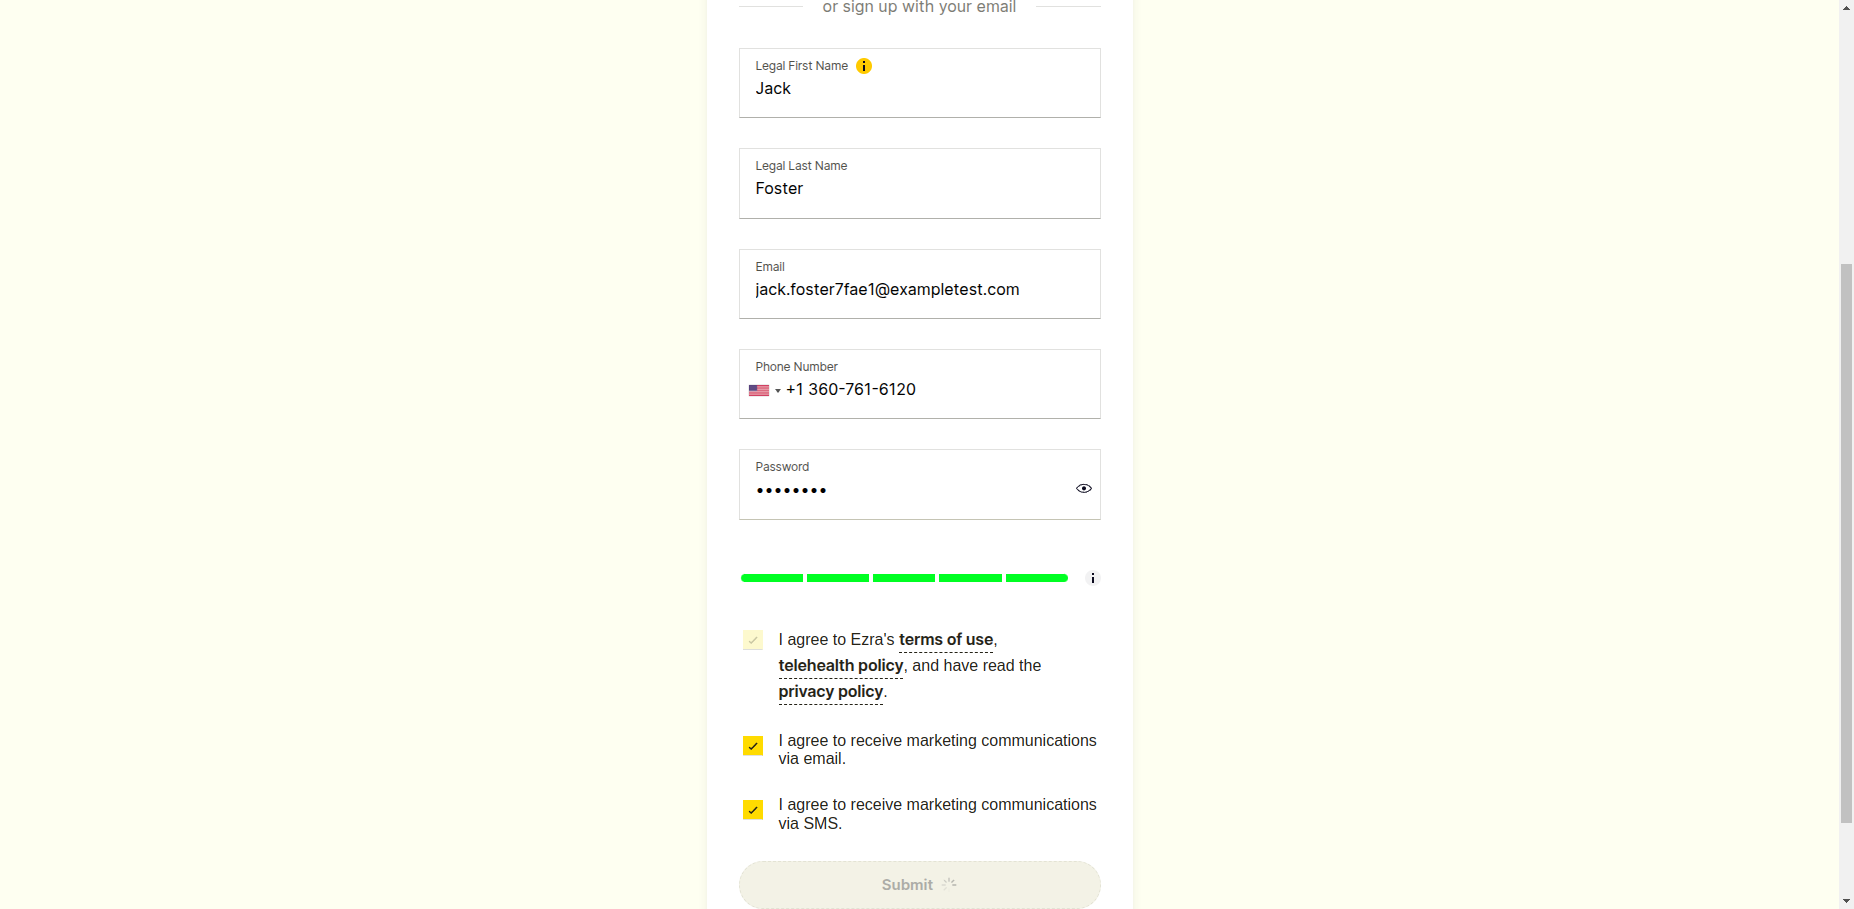 or sign up with your email
Legal First Name
Jack
Legal Last Name
Foster
Email
jack.foster7fae1@exampletest.com
Phone Number
+1 360-761-6120
Password
••••••••
I agree to Ezra's terms of use,
telehealth policy, and have read the
privacy policy.
I agree to receive marketing communications
via email.
I agree to receive marketing communications
via SMS.
Submit